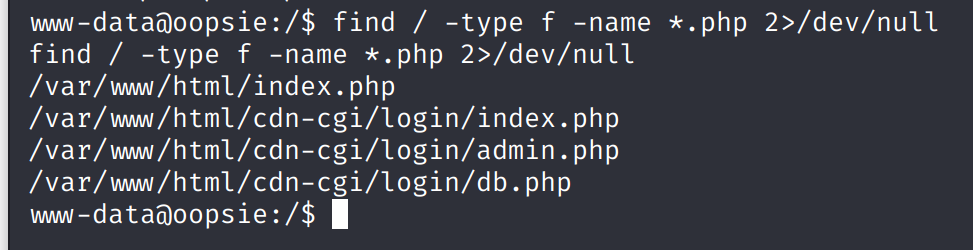 www-data@oopsie:/$ find / -type f -name *.php 2>/dev/null
find / -type f -name *.php 2>/dev/null
/var/www/html/index.php
/var/www/html/cdn-cgi/login/index.php
/var/www/html/cdn-cgi/login/admin.php
/var/www/html/cdn-cgi/login/db.php
www-data@oopsie:/$